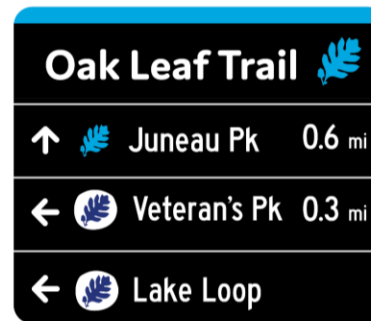 Oak Leaf Trail
↑ Juneau Pk 0.6 mi
← Veteran's Pk 0.3 mi
← Lake Loop